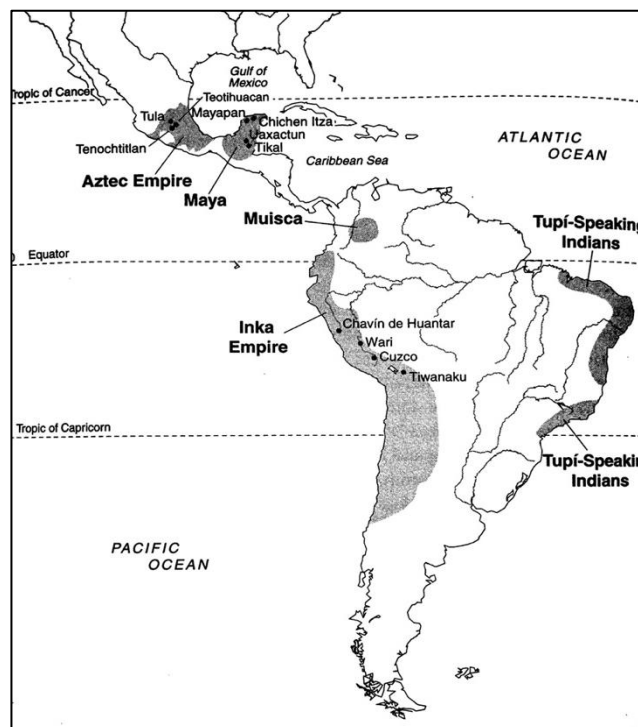 Gulf of
Mexico
Tropic of Cancer
Teotihuacan
Tula
Mayapan
Chichen Itza
Uaxactun
Tenochtitlan
Tikal
ATLANTIC
OCEAN
Caribbean Sea
Aztec Empire
Maya
Muisca
Tupí-Speaking
Indians
Equator
Inka
Empire
Chavín de Huantar
Wari
Cuzco
Tiwanaku
Tropic of Capricorn
Tupí-Speaking
Indians
PACIFIC
OCEAN